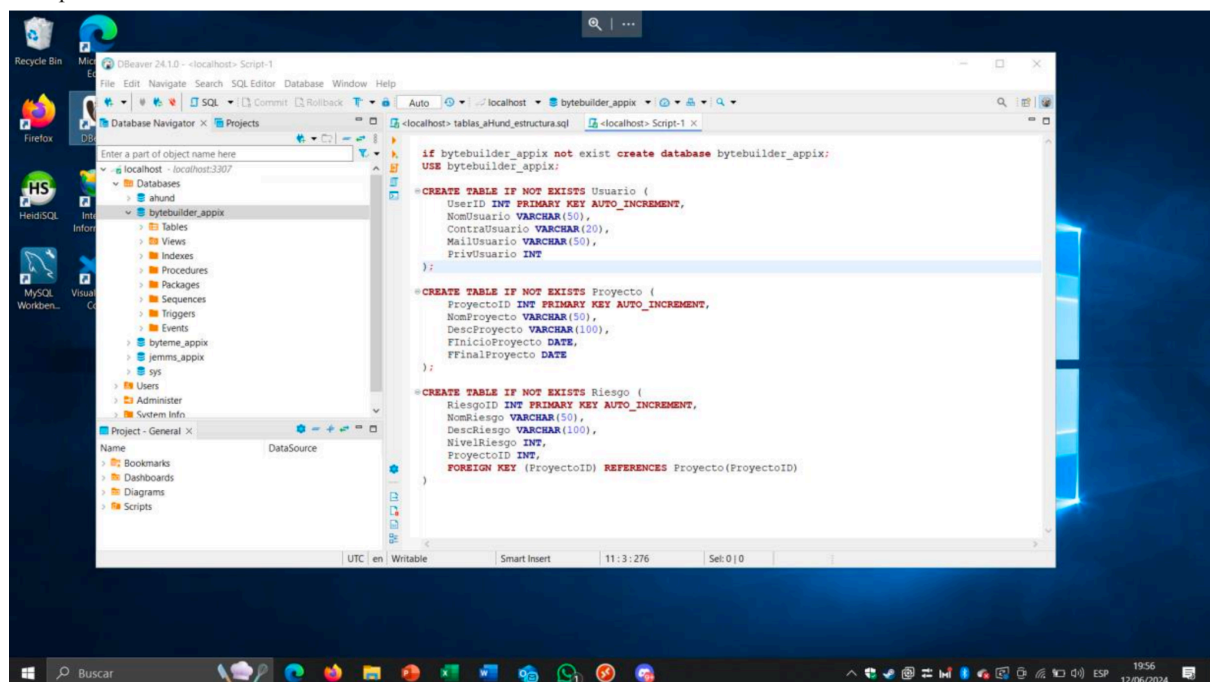 Recycle Bin
Firefox
HeidiSQL
MySQL
Workben...
DBeaver 24.1.0 - <localhost> Script-1
File Edit Navigate Search SQL Editor Database Window Help
SQL Commit Rollback Auto localhost bytebuilder_appix
Database Navigator Projects
<localhost> tablas_aHund_estructura.sql <localhost> Script-1
Enter a part of object name here
localhost - localhost:3307
Databases
ahund
bytebuilder_appix
Tables
Views
Indexes
Procedures
Packages
Sequences
Triggers
Events
byteme_appix
jemms_appix
sys
Users
Administer
System Info
Project - General
Name DataSource
Bookmarks
Dashboards
Diagrams
Scripts
if bytebuilder_appix not exist create database bytebuilder_appix;
USE bytebuilder_appix;
CREATE TABLE IF NOT EXISTS Usuario (
UserID INT PRIMARY KEY AUTO_INCREMENT,
NomUsuario VARCHAR(50),
ContraUsuario VARCHAR(20),
MailUsuario VARCHAR(50),
PrivUsuario INT
);
CREATE TABLE IF NOT EXISTS Proyecto (
ProyectoID INT PRIMARY KEY AUTO_INCREMENT,
NomProyecto VARCHAR(50),
DescProyecto VARCHAR(100),
FInicioProyecto DATE,
FFinalProyecto DATE
);
CREATE TABLE IF NOT EXISTS Riesgo (
RiesgoID INT PRIMARY KEY AUTO_INCREMENT,
NomRiesgo VARCHAR(50),
DescRiesgo VARCHAR(100),
NivelRiesgo INT,
ProyectoID INT,
FOREIGN KEY (ProyectoID) REFERENCES Proyecto(ProyectoID)
)
UTC en Writable Smart Insert 11 : 3 : 276 Sel: 0 | 0
Buscar
ESP
19:56
12/06/2024